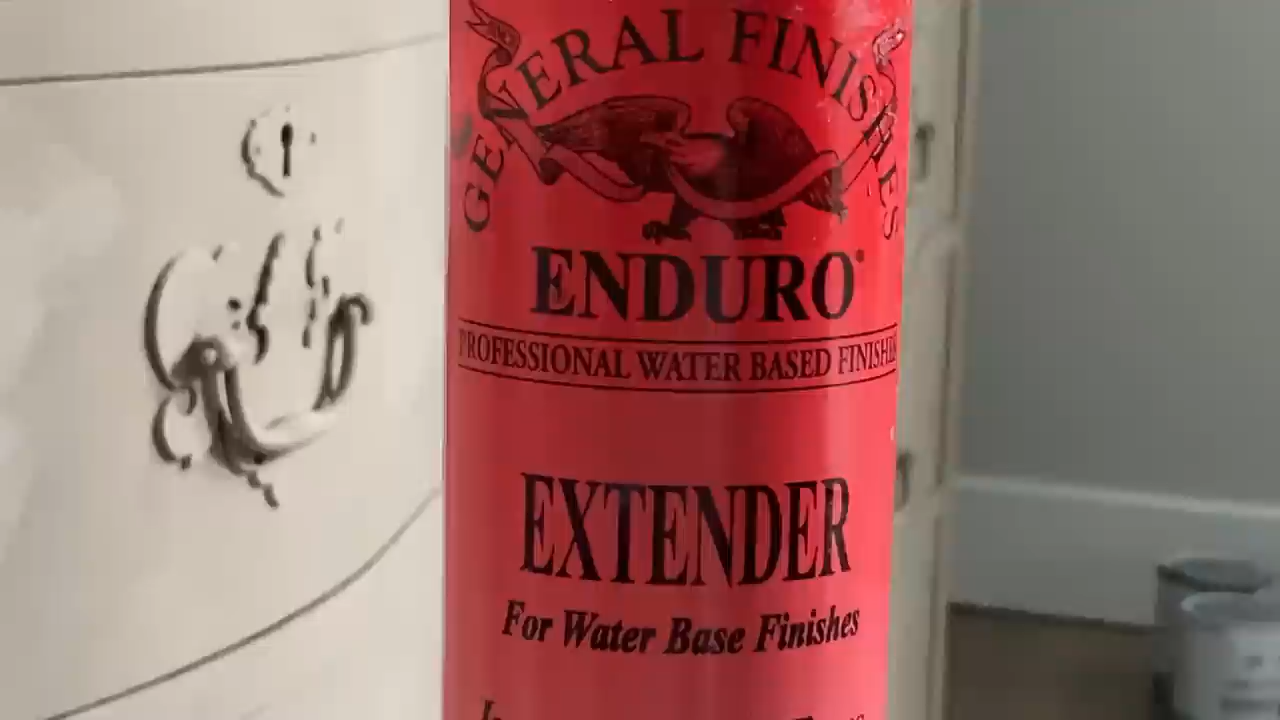 GENERAL FINISHES
ENDURO
PROFESSIONAL WATER BASED FINISHES
EXTENDER
For Water Base Finishes